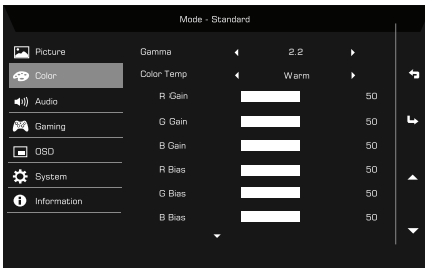 Mode - Standard
Picture
Color
Audio
Gaming
OSD
System
Information
Gamma 2.2
Color Temp Warm
R iGain 50
G Gain 50
B Gain 50
R Bias 50
G Bias 50
B Bias 50